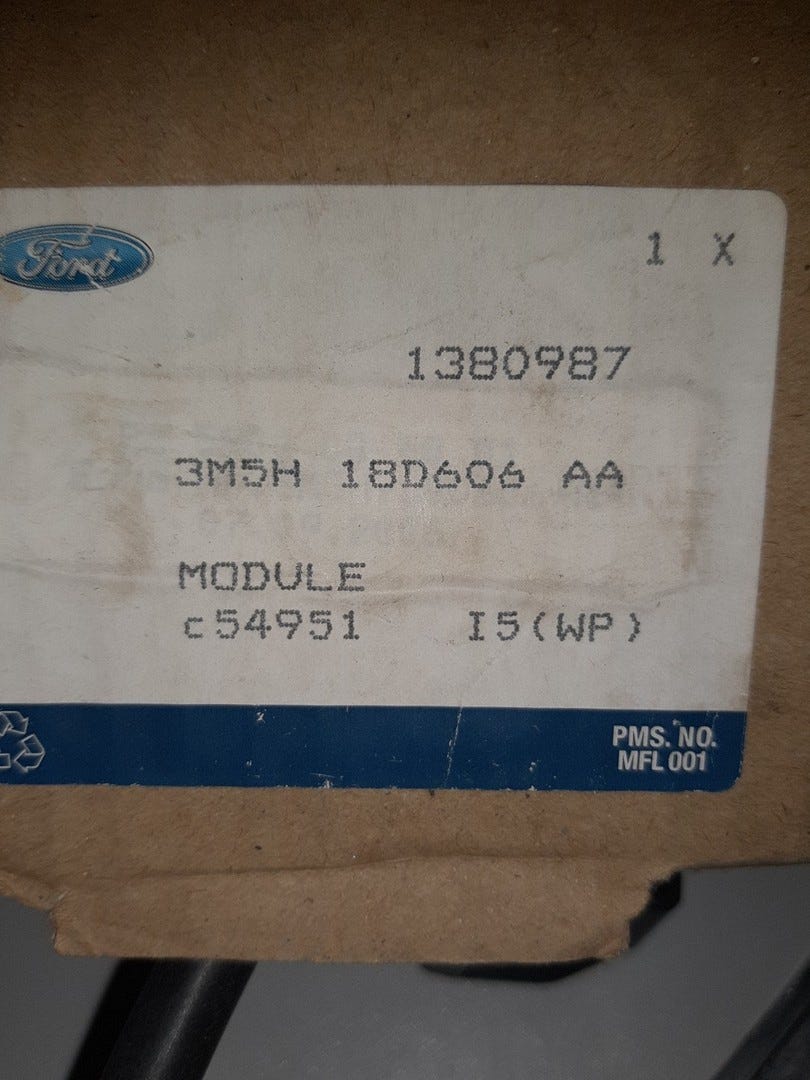 Ford
1 X
1380987
3M5H 18D606 AA
MODULE
c54951 I5(WP)
PMS. NO.
MFL 001